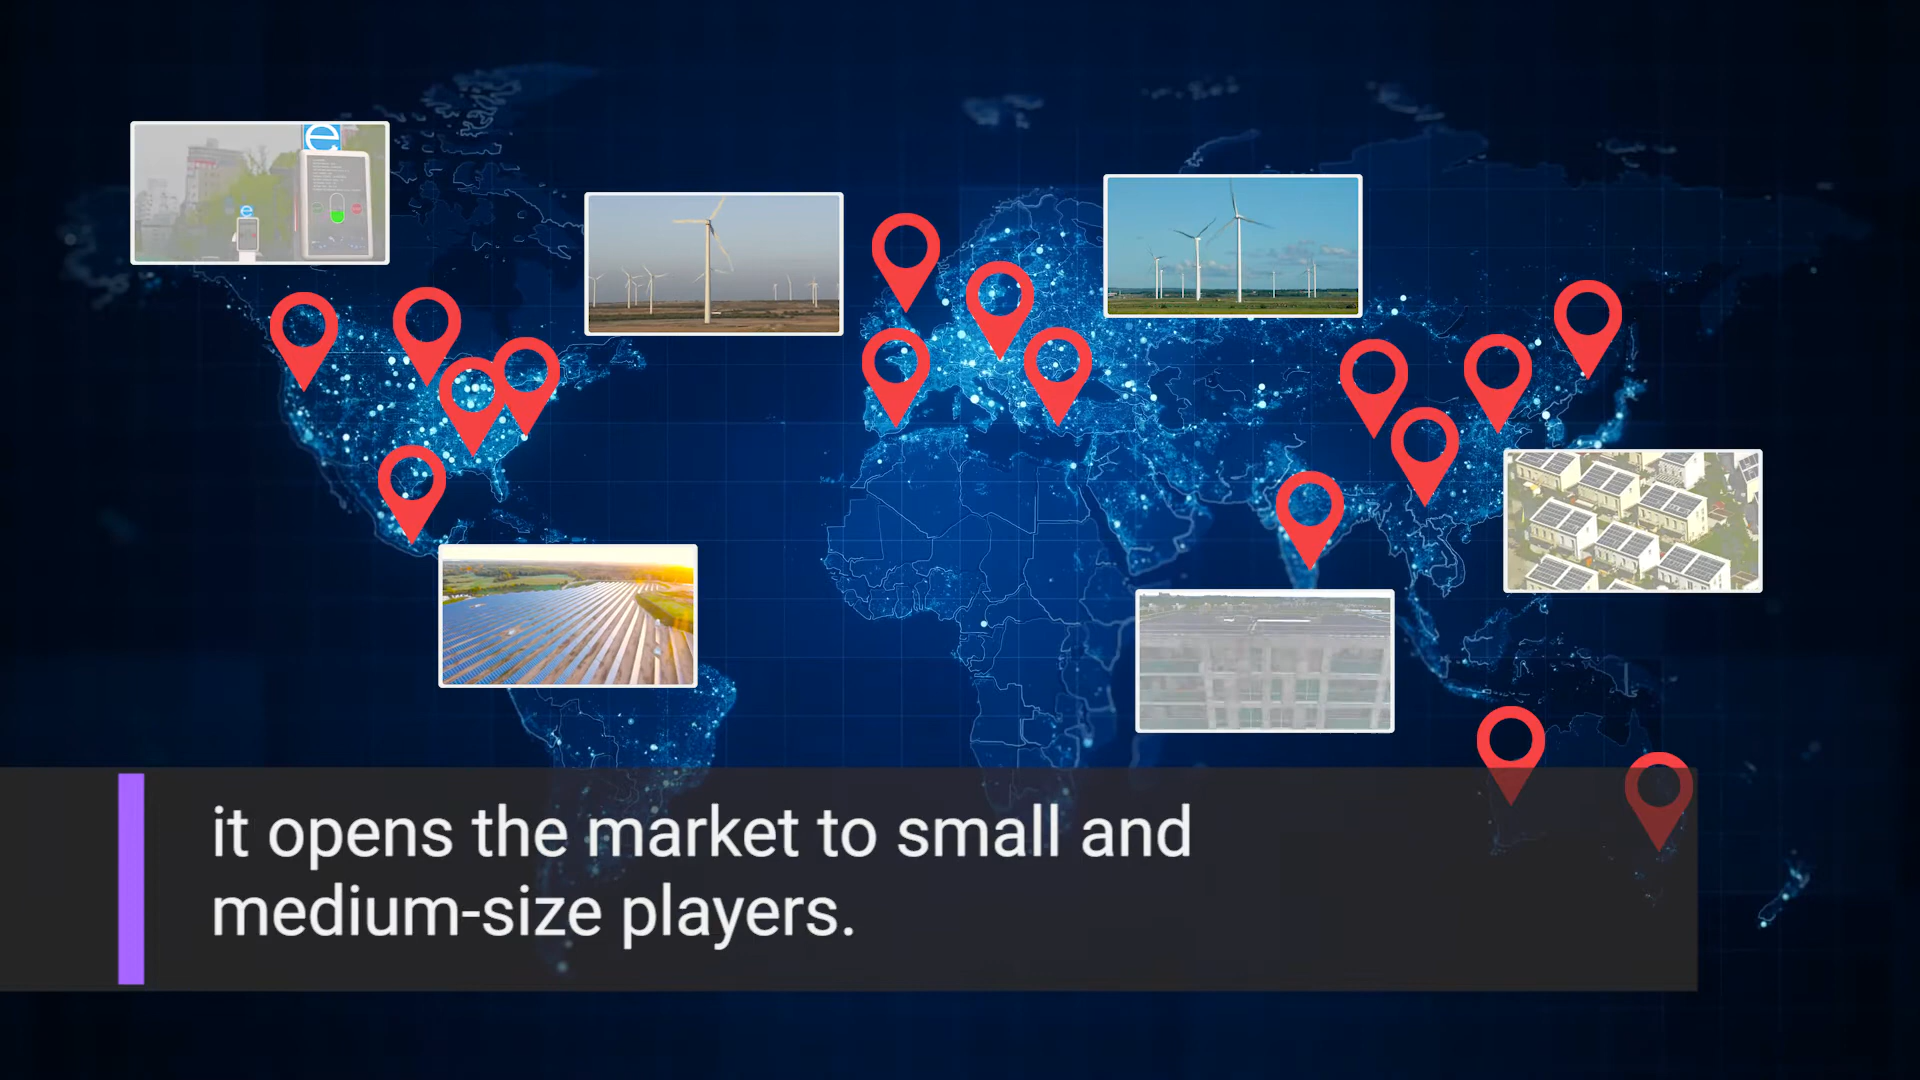 e
e
it opens the market to small and
medium-size players.